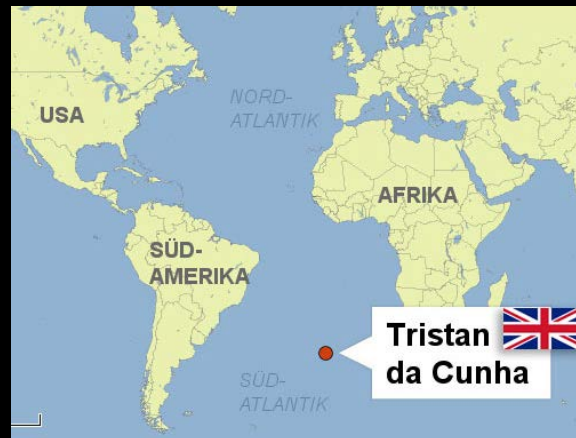 NORD-
ATLANTIK
USA
AFRIKA
SÜD-
AMERIKA
Tristan
da Cunha
SÜD-
ATLANTIK